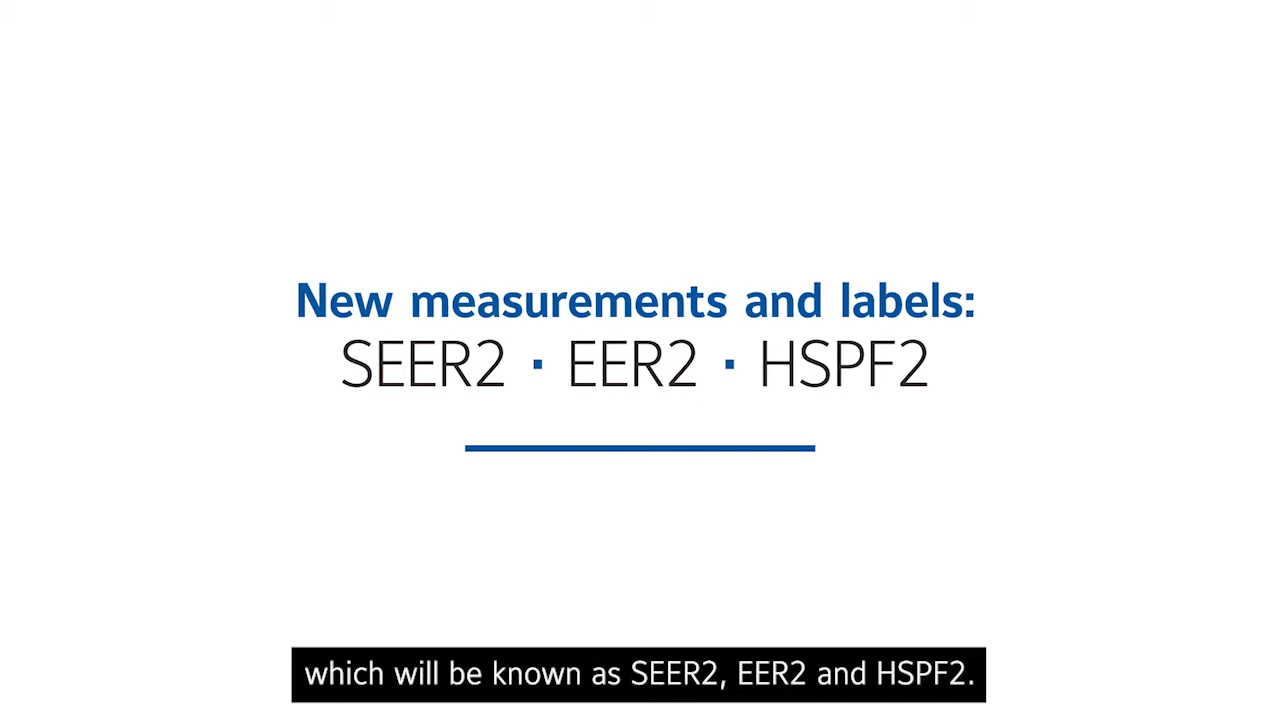 New measurements and labels:
SEER2 · EER2 · HSPF2
which will be known as SEER2, EER2 and HSPF2.